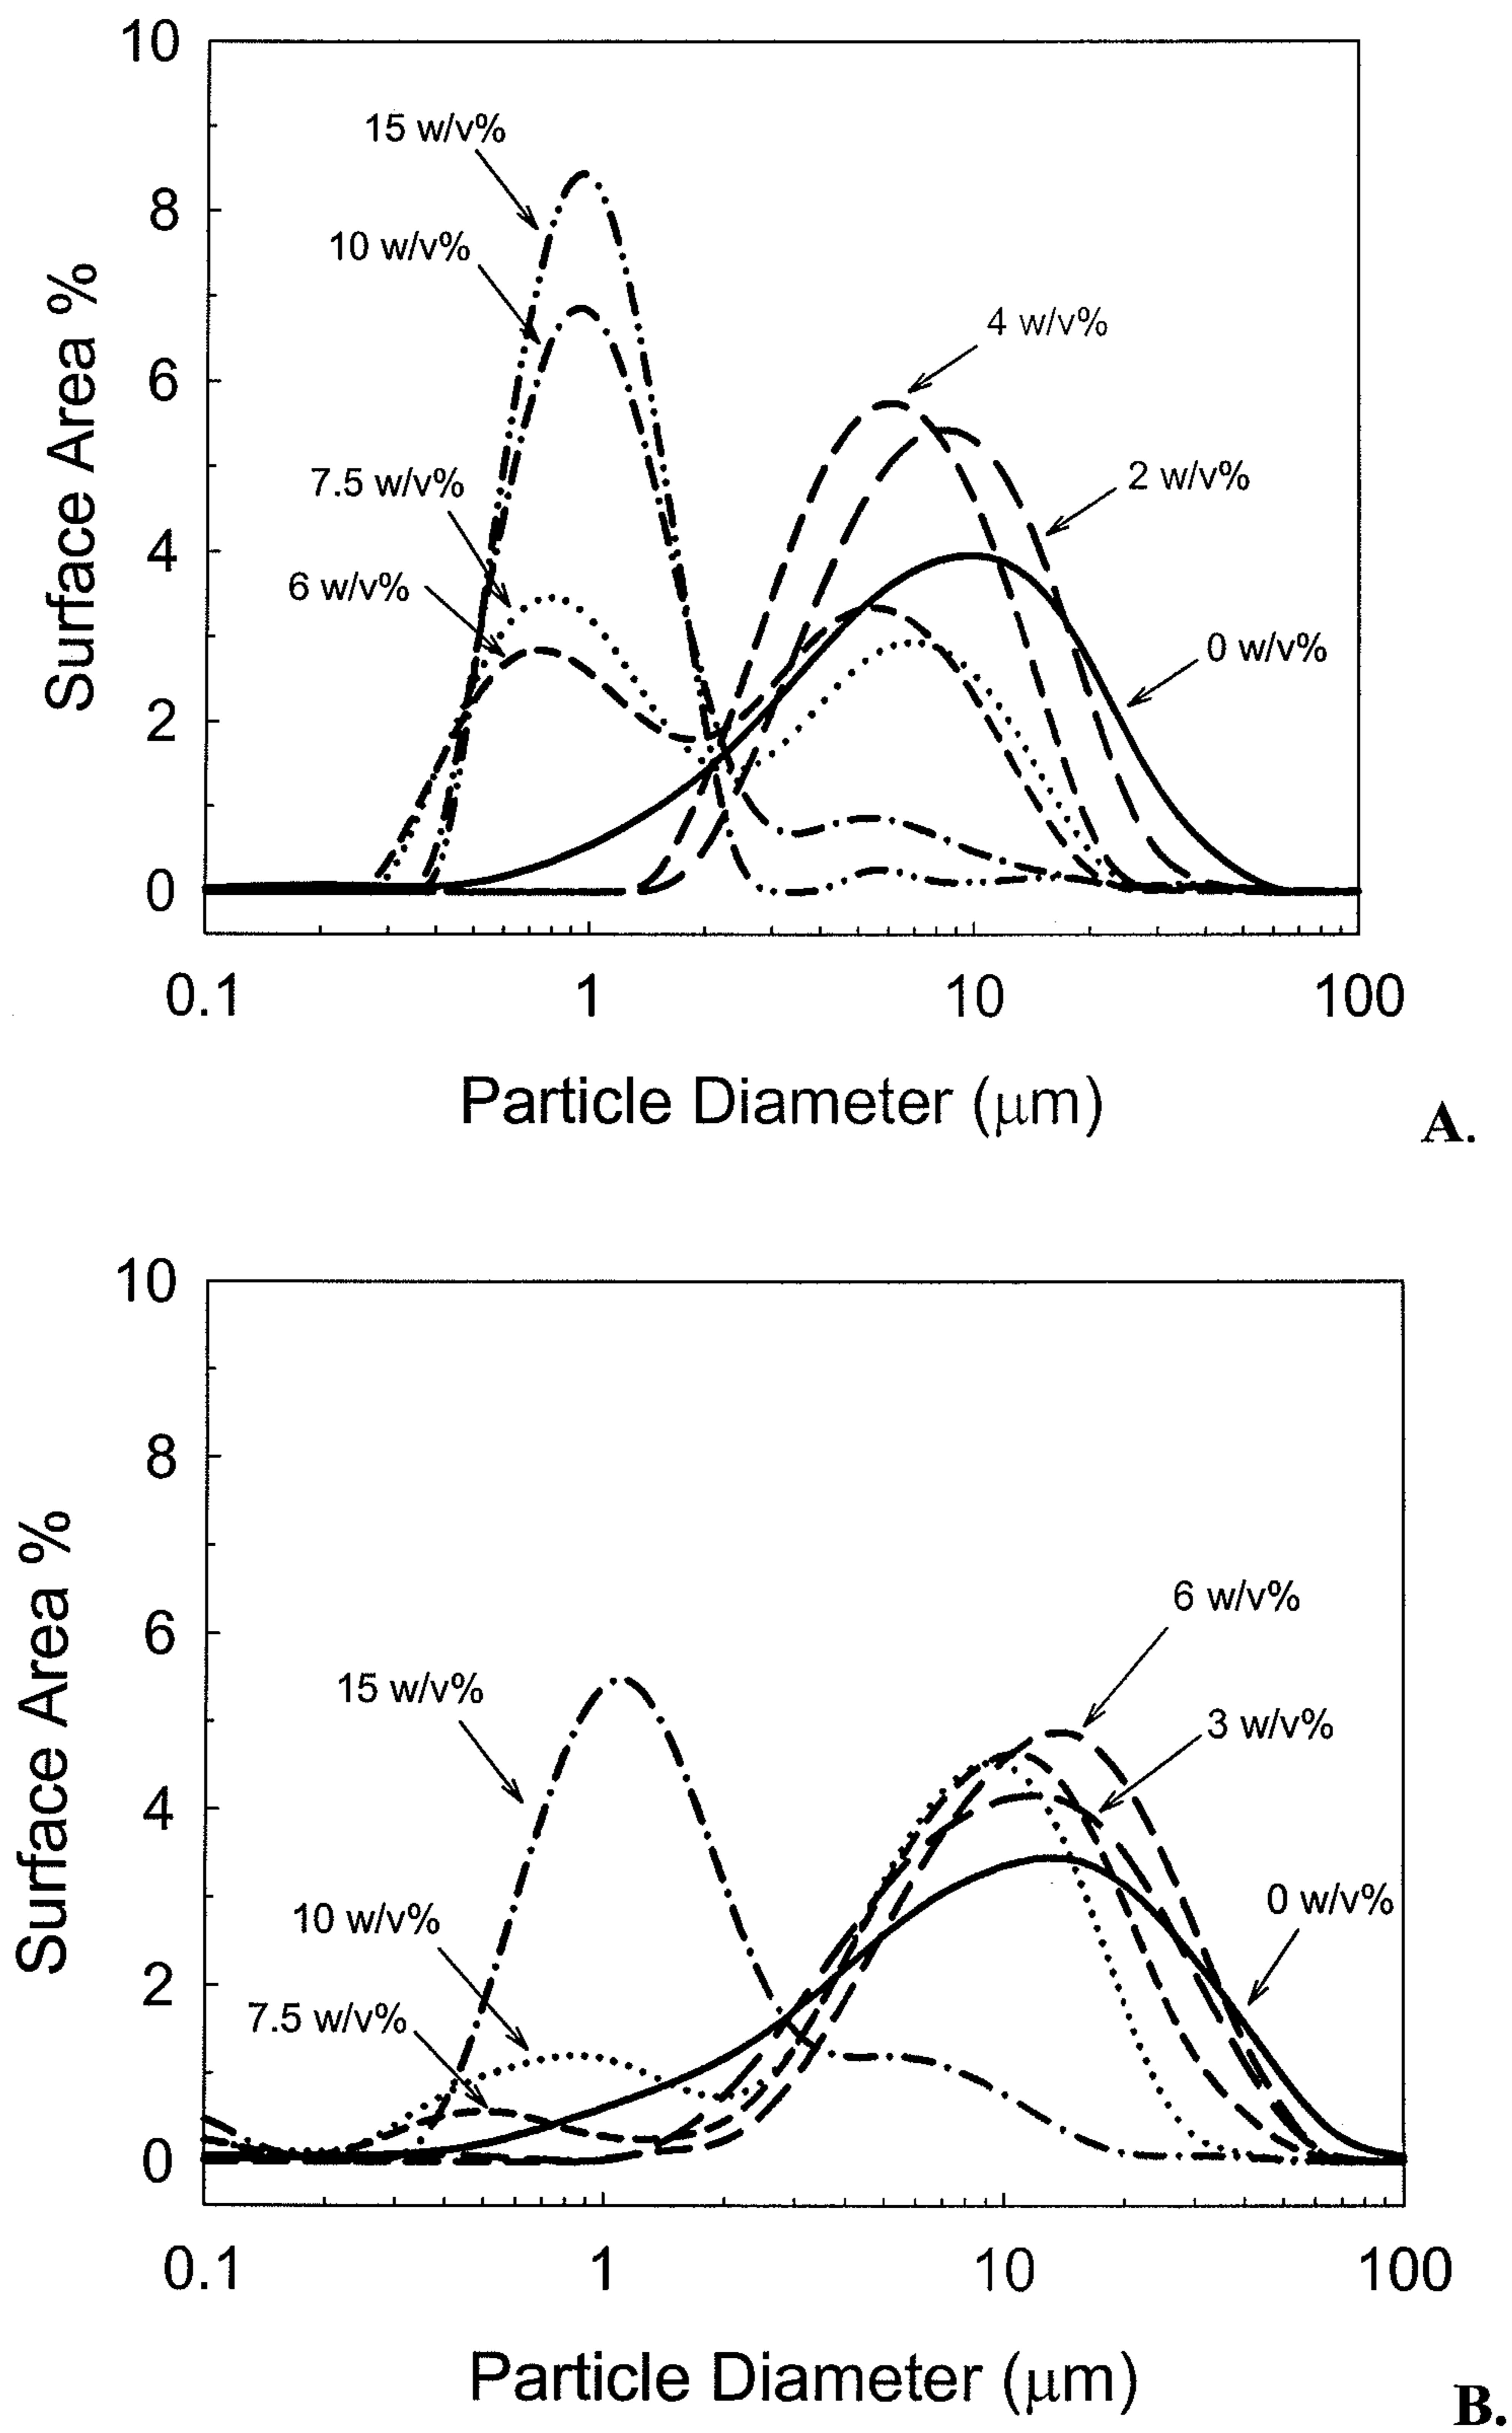 10
15 w/v%
8
10 w/v%
4 w/v%
6
7.5 w/v%
2 w/v%
4
6 w/v%
0 w/v%
2
0
Surface Area %
0.1 1 10 100
Particle Diameter (μm)
A.
10
8
6 w/v%
6
15 w/v%
3 w/v%
4
0 w/v%
10 w/v%
2
7.5 w/v%
0
Surface Area %
0.1 1 10 100
Particle Diameter (μm)
B.